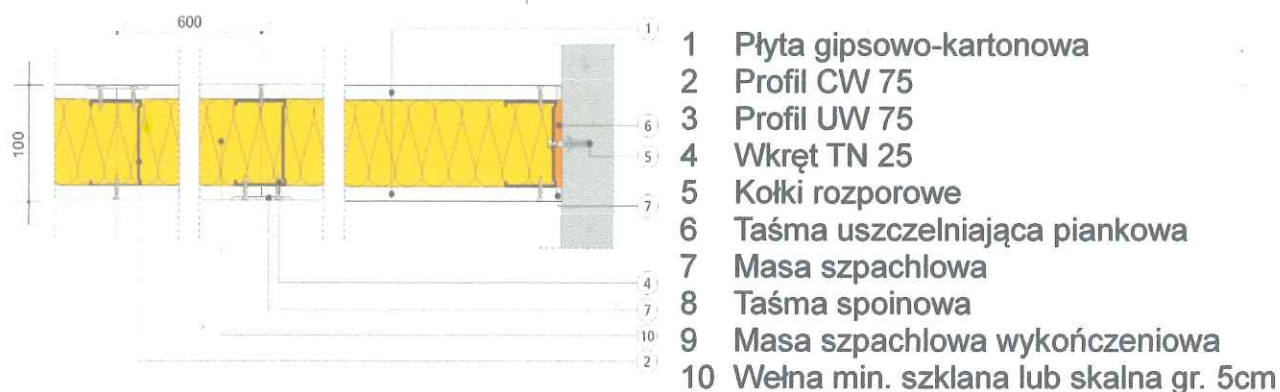 600
100
1
6
5
7
4
7
10
2
1 Płyta gipsowo-kartonowa
2 Profil CW 75
3 Profil UW 75
4 Wkręt TN 25
5 Kołki rozporowe
6 Taśma uszczelniająca piankowa
7 Masa szpachlowa
8 Taśma spoinowa
9 Masa szpachlowa wykończeniowa
10 Wełna min. szklana lub skalna gr. 5cm